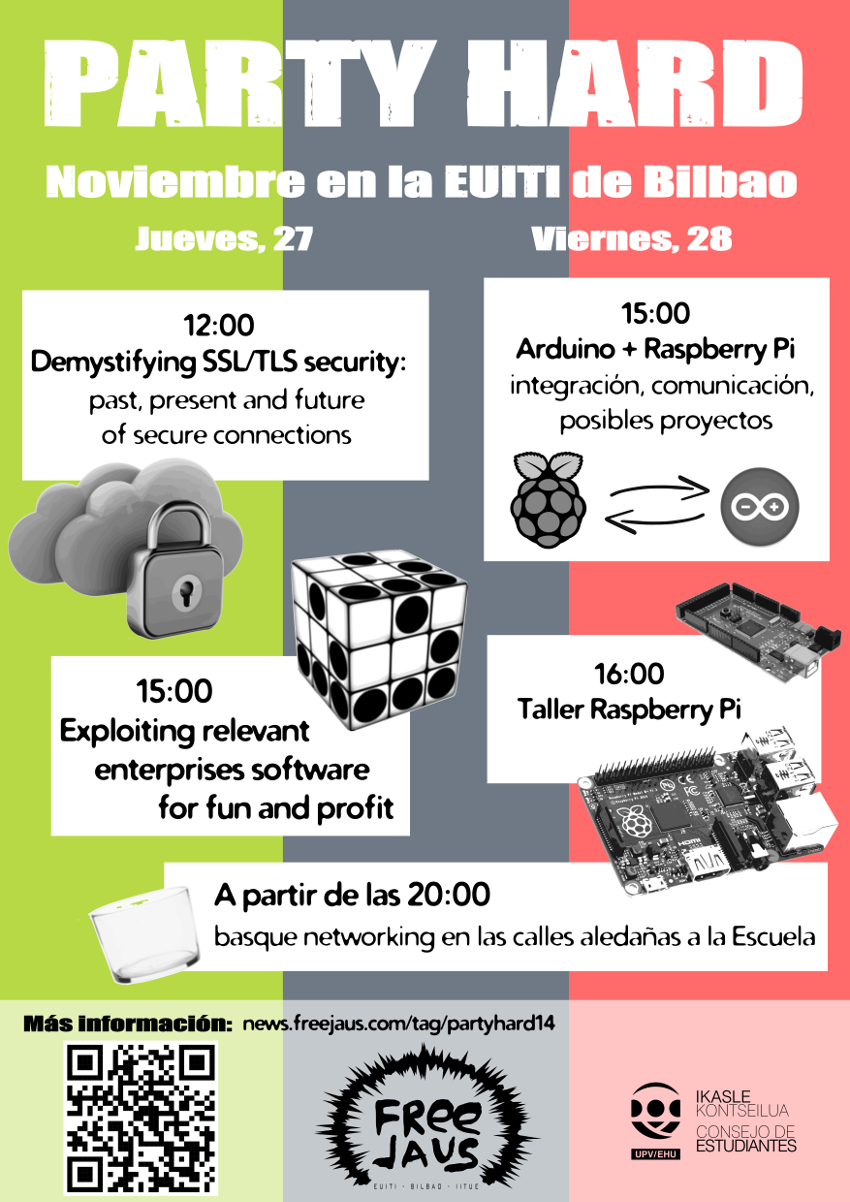 PARTY HARD
Noviembre en la EUITI de Bilbao
Jueves, 27
Viernes, 28
12:00
Demystifying SSL/TLS security:
past, present and future
of secure connections
15:00
Arduino + Raspberry Pi
integración, comunicación,
posibles proyectos
15:00
Exploiting relevant
enterprises software
for fun and profit
16:00
Taller Raspberry Pi
HDMI
A partir de las 20:00
basque networking en las calles aledañas a la Escuela
Más información: news.freejaus.com/tag/partyhard14
FREE
JAUS
EUITI - BILBAO - IITUE
IKASLE
KONTSEILUA
CONSEJO DE
ESTUDIANTES
UPV/EHU